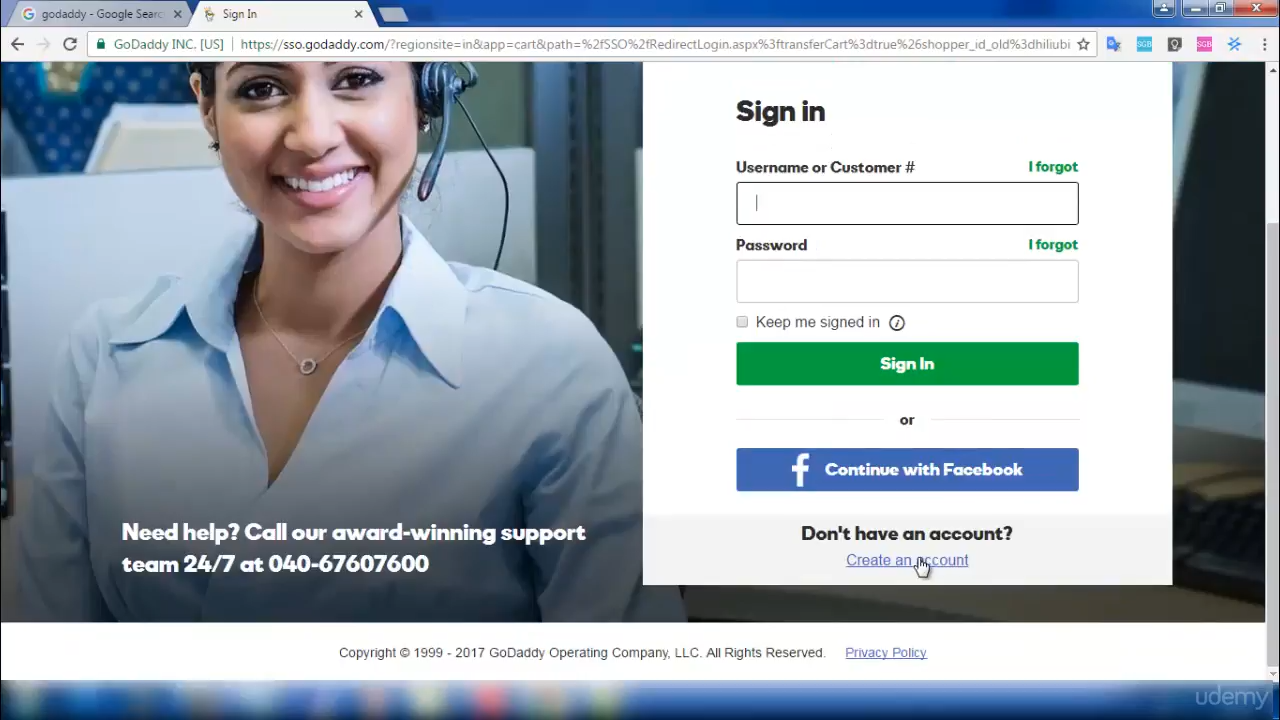 godaddy - Google Searc
Sign In
GoDaddy INC. [US]
https://sso.godaddy.com/?regionsite=in&app=cart&path=%2fSSO%2fRedirectLogin.aspx%3ftransferCart%3dtrue%26shopper_id_old%3dhiliubi
SGB
SGB
Sign in
Username or Customer #
I forgot
Password
I forgot
Keep me signed in
Sign In
or
Continue with Facebook
Don't have an account?
Create an account
Need help? Call our award-winning support
team 24/7 at 040-67607600
Copyright © 1999 - 2017 GoDaddy Operating Company, LLC. All Rights Reserved.
Privacy Policy
udemy